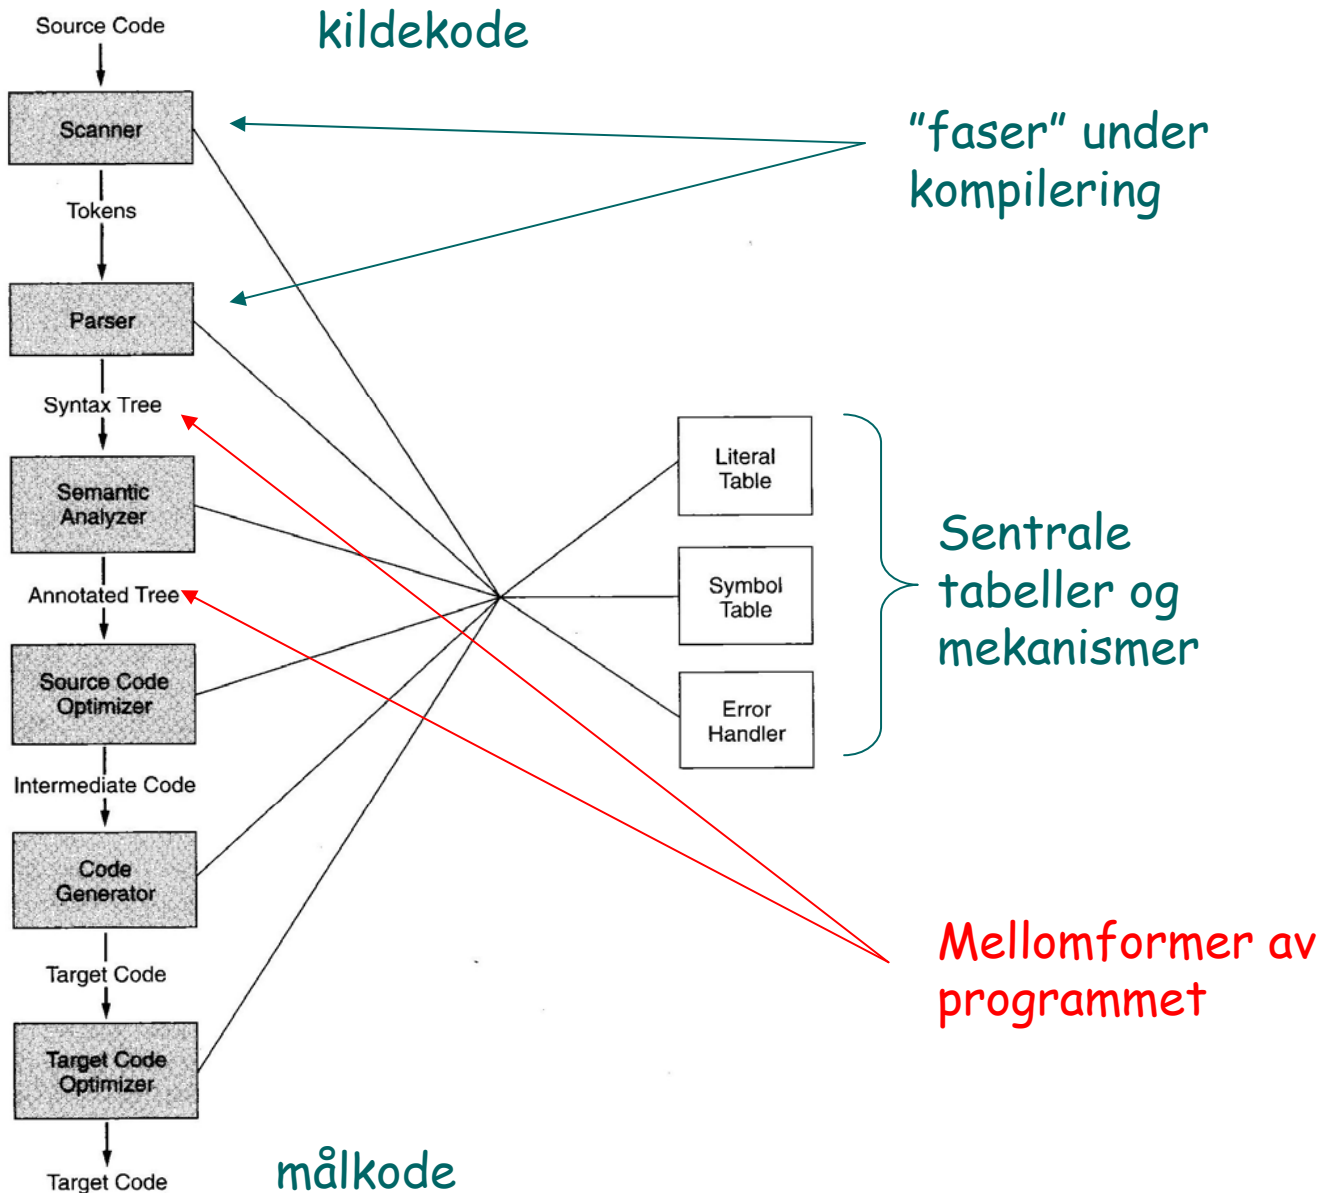 Source Code
kildekode
Scanner
"faser" under
kompilering
Tokens
Parser
Syntax Tree
Literal
Table
Semantic
Analyzer
Sentrale
tabeller og
mekanismer
Annotated Tree
Symbol
Table
Source Code
Optimizer
Error
Handler
Intermediate Code
Code
Generator
Mellomformer av
programmet
Target Code
Target Code
Optimizer
målkode
Target Code